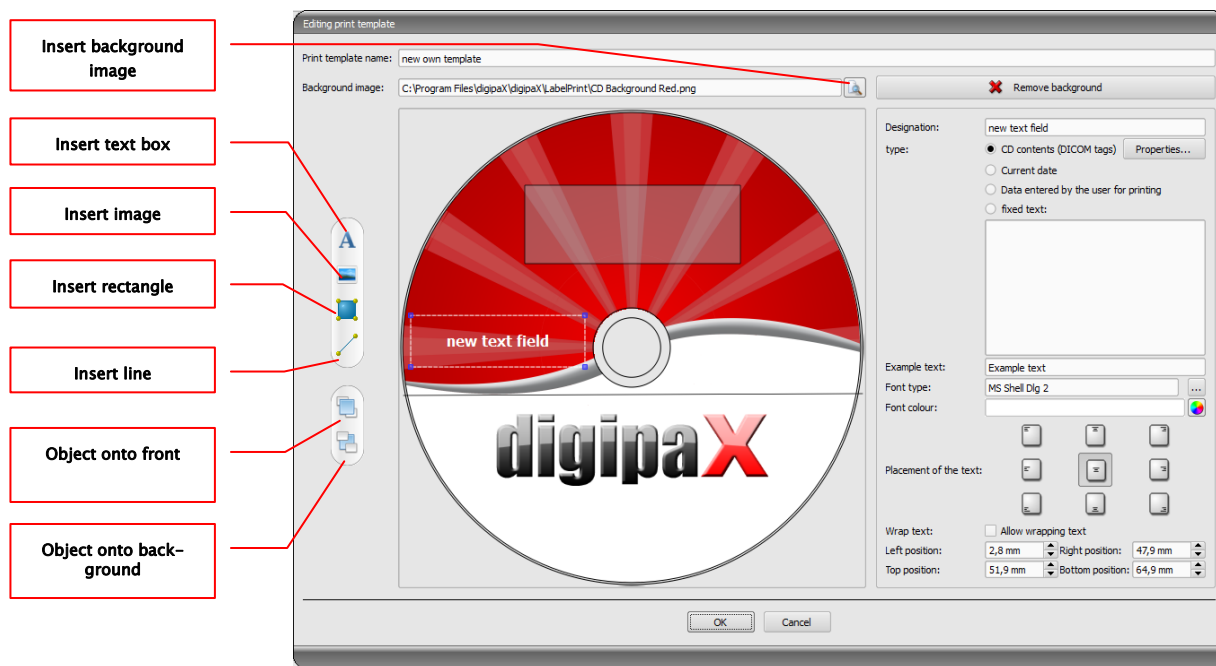 Insert background
image
Insert text box
Insert image
Insert rectangle
Insert line
Object onto front
Object onto back-
ground
Editing print template
Print template name: new own template
Background image: C:\Program Files\digipaX\digipaX\LabelPrint\CD Background Red.png
Remove background
A
new text field
digipaX
Designation: new text field
type: CD contents (DICOM tags) Properties...
Current date
Data entered by the user for printing
fixed text:
Example text: Example text
Font type: MS Shell Dlg 2 ...
Font colour:
Placement of the text:
Wrap text: Allow wrapping text
Left position: 2,8 mm Right position: 47,9 mm
Top position: 51,9 mm Bottom position: 64,9 mm
OK Cancel